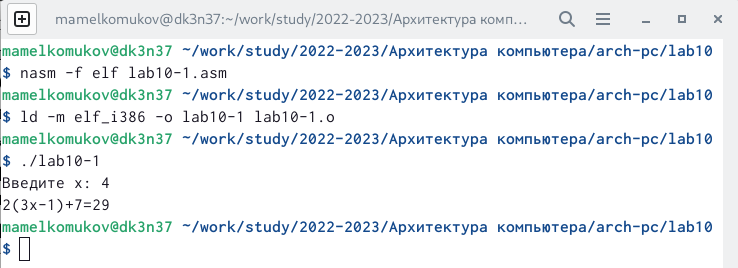 mamelkomukov@dk3n37:~/work/study/2022-2023/Архитектура комп…
mamelkomukov@dk3n37 ~/work/study/2022-2023/Архитектура компьютера/arch-pc/lab10
$ nasm -f elf lab10-1.asm
mamelkomukov@dk3n37 ~/work/study/2022-2023/Архитектура компьютера/arch-pc/lab10
$ ld -m elf_i386 -o lab10-1 lab10-1.o
mamelkomukov@dk3n37 ~/work/study/2022-2023/Архитектура компьютера/arch-pc/lab10
$ ./lab10-1
Введите x: 4
2(3x-1)+7=29
mamelkomukov@dk3n37 ~/work/study/2022-2023/Архитектура компьютера/arch-pc/lab10
$